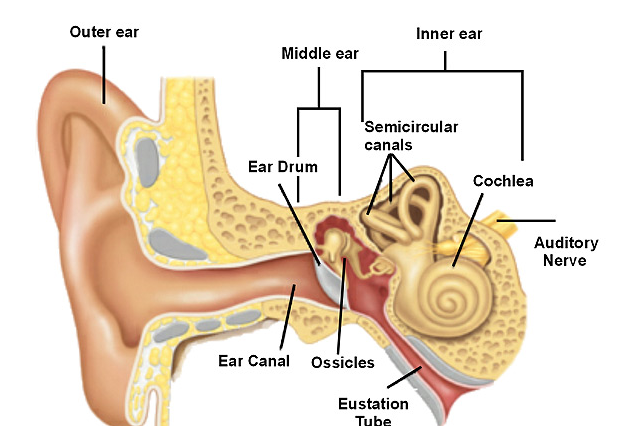 Outer ear
Inner ear
Middle ear
Semicircular
canals
Ear Drum
Cochlea
Auditory
Nerve
Ear Canal
Ossicles
Eustation
Tube